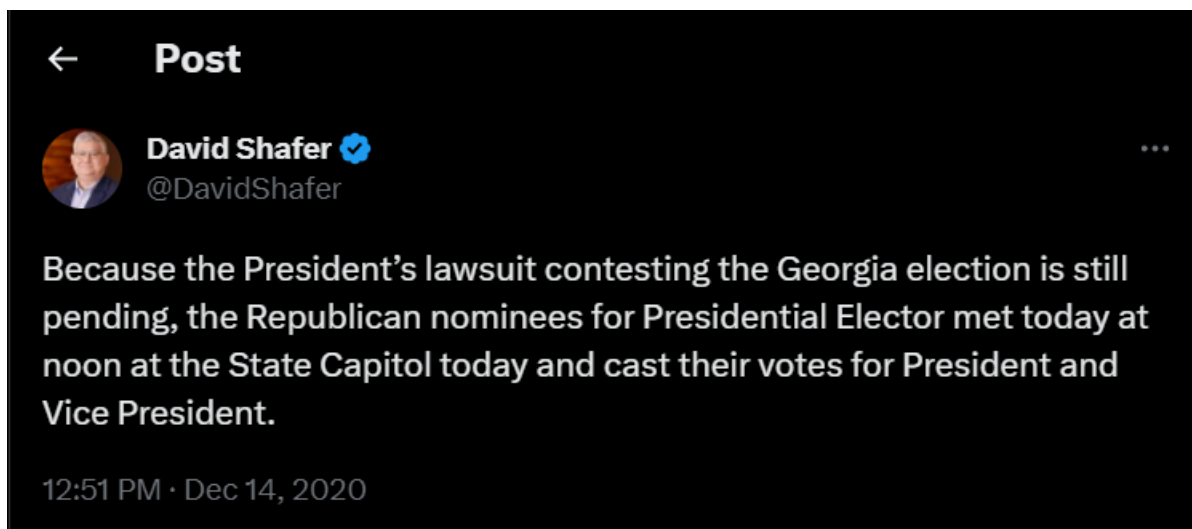 Post
David Shafer
@DavidShafer
Because the President’s lawsuit contesting the Georgia election is still
pending, the Republican nominees for Presidential Elector met today at
noon at the State Capitol today and cast their votes for President and
Vice President.
12:51 PM · Dec 14, 2020